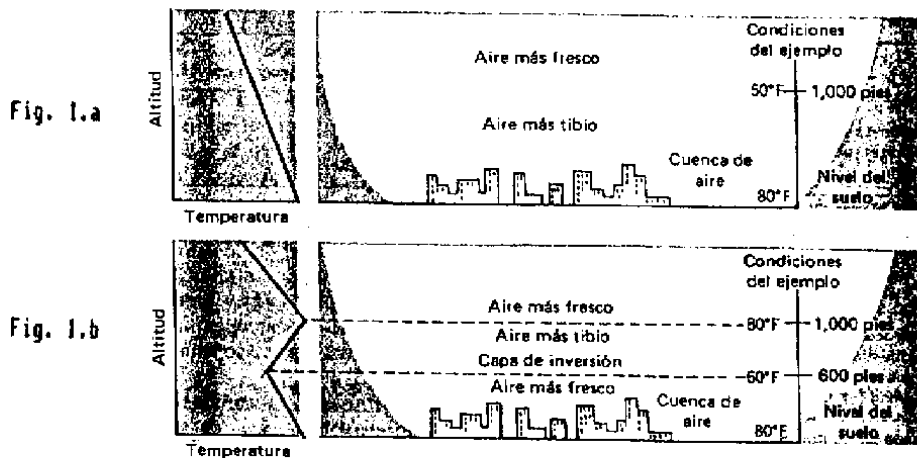 Fig. 1.a
Altitud
Temperatura
Aire más fresco
Aire más tibio
Cuenca de
aire
Condiciones
del ejemplo
50°F
1,000 pies
80°F
Nivel del
suelo
Fig. 1.b
Altitud
Temperatura
Aire más fresco
Aire más tibio
Capa de inversión
Aire más fresco
Cuenca de
aire
Condiciones
del ejemplo
80°F
1,000 pies
60°F
600 pies
80°F
Nivel del
suelo